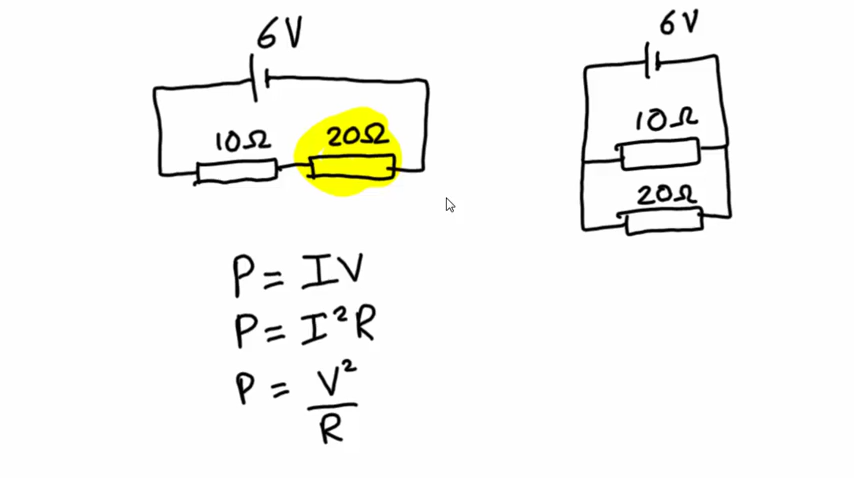 6V
10Ω
20Ω
6V
10Ω
20Ω
P = IV
P = I²R
P = V²
R